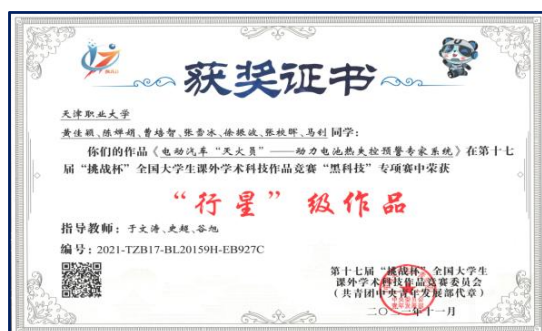 获奖证书
天津职业大学
黄佳颖、陈婵娟、曹培智、张雪冰、徐振波、张校晖、马利 同学:
你们的作品《电动汽车“灭火员”——动力电池热失控预警专家系统》在第十七
届“挑战杯”全国大学生课外学术科技作品竞赛“黑科技”专项赛中荣获
“行星”级作品
指导教师:于文涛、史超、谷旭
编号:2021-TZB17-BL20159H-EB927C
第十七届“挑战杯”全国大学生
课外学术科技作品竞赛委员会
(共青团中央青年发展部代章)
二〇二一年十一月